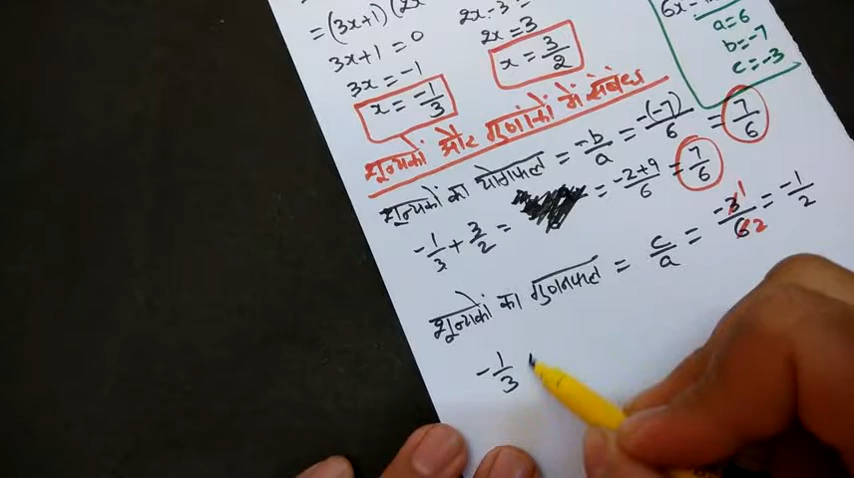 =(3x+1)(2x
3x+1=0
3x=-1
x=-1/3
2x-3=
2x=3
x=3/2
a=6
b=-7
c=-3
शून्यकों और गुणांकों में संबंध
शून्यकों का योगफल = -b/a = -(-7)/6 = 7/6
-1/3+3/2= = -2+9/6 = 7/6
शून्यकों का गुणनफल = c/a = -3/6 1 2 = -1/2
-1/3